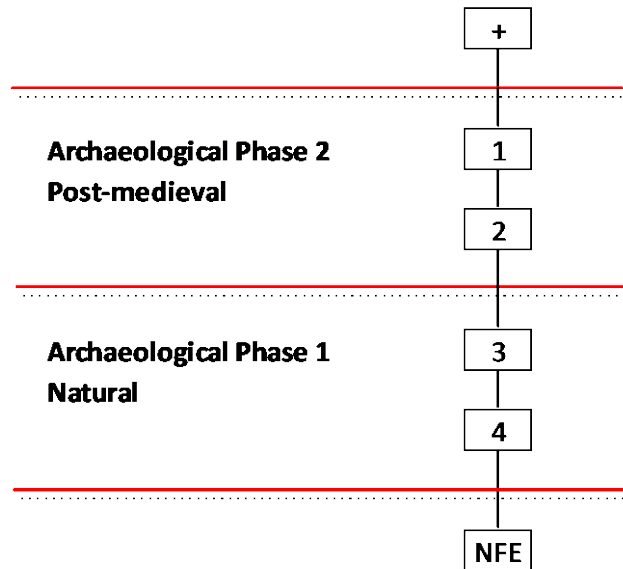 +
Archaeological Phase 2
1
Post-medieval
2
Archaeological Phase 1
3
Natural
4
NFE